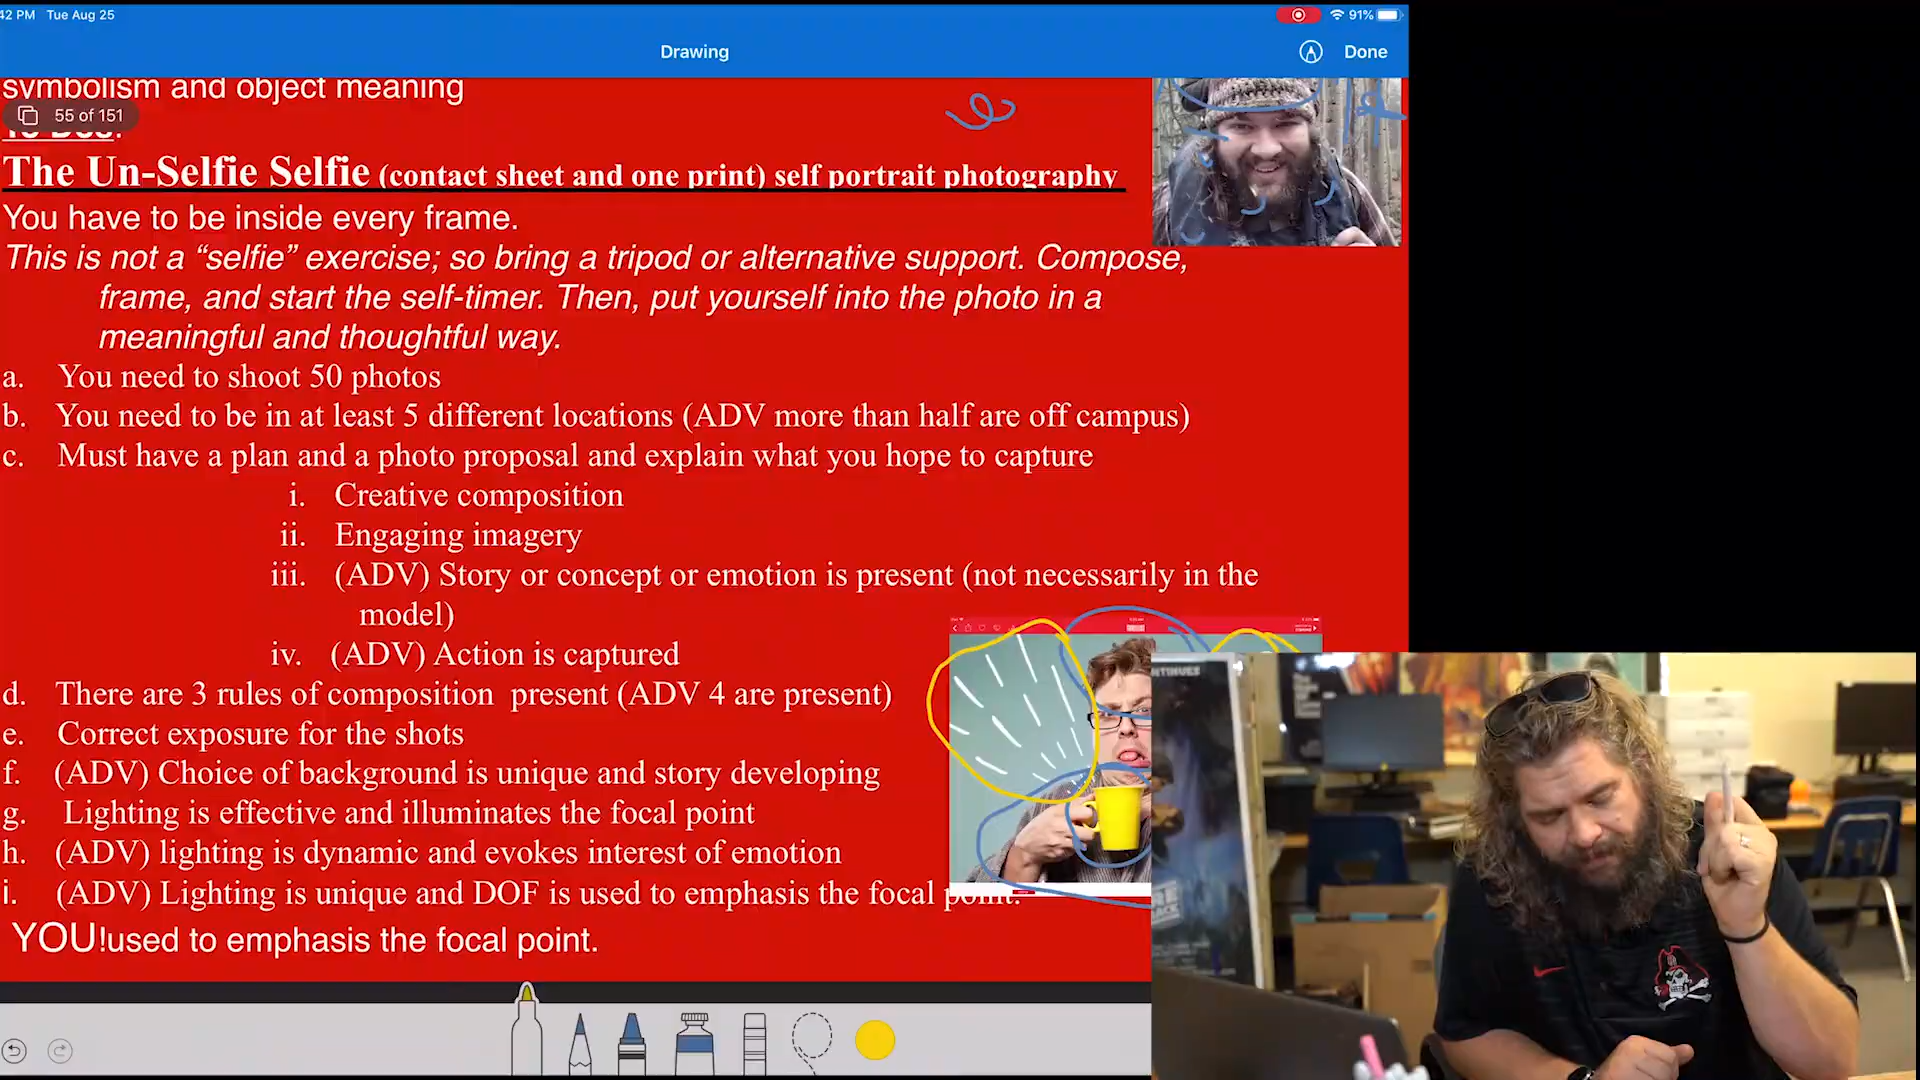 42 PM Tue Aug 25
91%
Drawing
Done
symbolism and object meaning
55 of 151
To Dos:
The Un-Selfie Selfie (contact sheet and one print) self portrait photography
You have to be inside every frame.
This is not a “selfie” exercise; so bring a tripod or alternative support. Compose,
frame, and start the self-timer. Then, put yourself into the photo in a
meaningful and thoughtful way.
a. You need to shoot 50 photos
b. You need to be in at least 5 different locations (ADV more than half are off campus)
c. Must have a plan and a photo proposal and explain what you hope to capture
i. Creative composition
ii. Engaging imagery
iii. (ADV) Story or concept or emotion is present (not necessarily in the
model)
iv. (ADV) Action is captured
d. There are 3 rules of composition present (ADV 4 are present)
e. Correct exposure for the shots
f. (ADV) Choice of background is unique and story developing
g. Lighting is effective and illuminates the focal point
h. (ADV) lighting is dynamic and evokes interest of emotion
i. (ADV) Lighting is unique and DOF is used to emphasis the focal point.
YOU!used to emphasis the focal point.